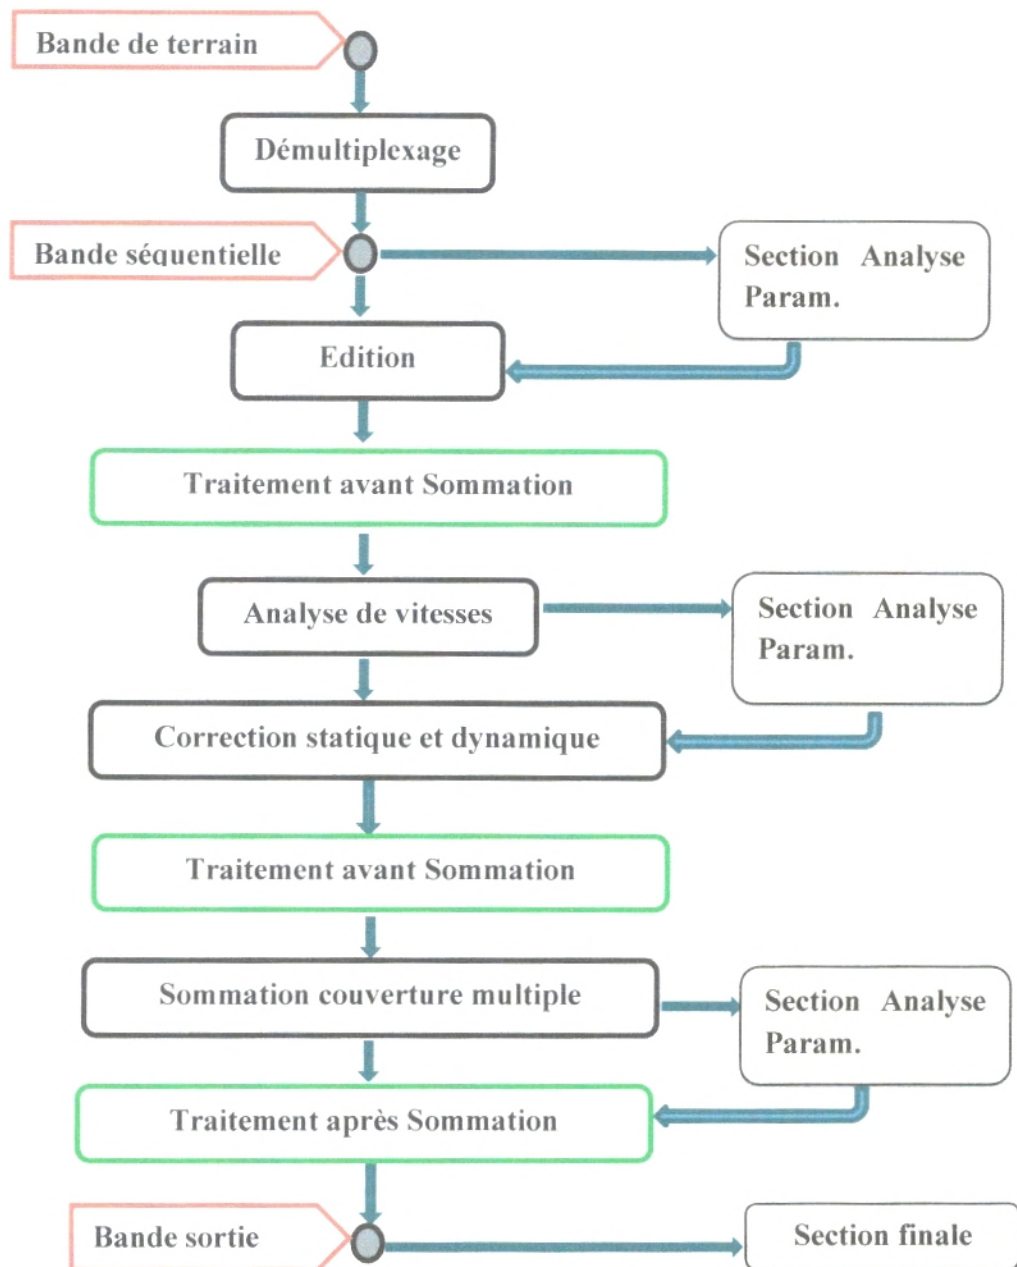 Bande de terrain
Démultiplexage
Bande séquentielle
Section Analyse
Param.
Edition
Traitement avant Sommation
Analyse de vitesses
Section Analyse
Param.
Correction statique et dynamique
Traitement avant Sommation
Sommation couverture multiple
Section Analyse
Param.
Traitement après Sommation
Bande sortie
Section finale